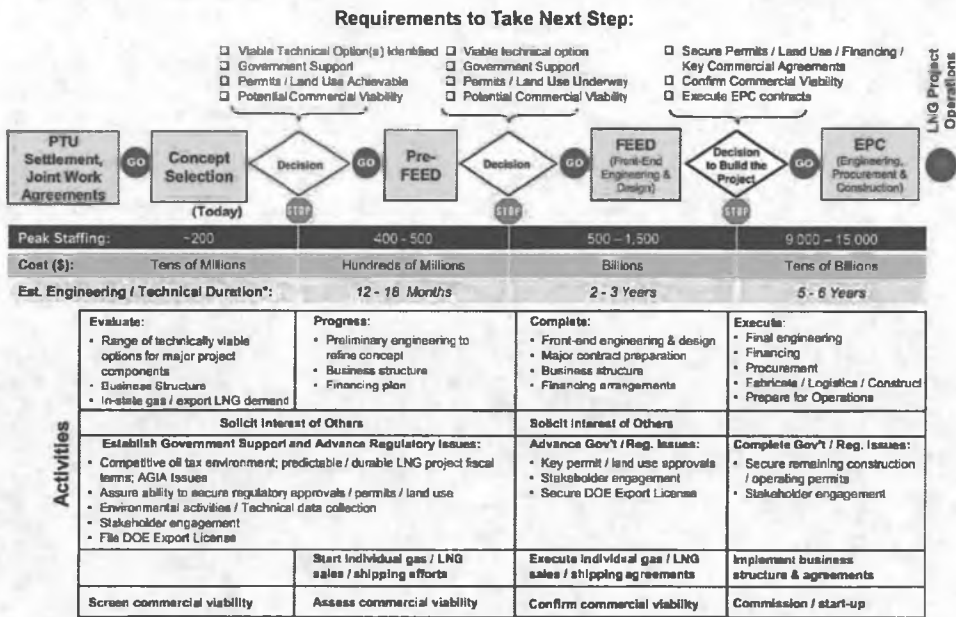 Requirements to Take Next Step:
❑ Viable Technical Option(s) Identified
❑ Government Support
❑ Permits / Land Use Achievable
❑ Potential Commercial Viability
❑ Viable technical option
❑ Government Support
❑ Permits / Land Use Underway
❑ Potential Commercial Viability
❑ Secure Permits / Land Use / Financing /
Key Commercial Agreements
❑ Confirm Commercial Viability
❑ Execute EPC contracts
LNG Project
Operations
PTU
Settlement,
Joint Work
Agreements
GO
Concept
Selection
(Today)
Decision
STOP
GO
Pre-
FEED
Decision
STOP
GO
FEED
(Front-End
Engineering &
Design)
Decision
to Build the
Project
STOP
GO
EPC
(Engineering,
Procurement &
Construction)
Peak Staffing: ~200 400 - 500 500 – 1,500 9 000 – 15 000
Cost ($): Tens of Millions Hundreds of Millions Billions Tens of Billions
Est. Engineering / Technical Duration*: 12 - 18 Months 2 - 3 Years 5 - 6 Years
Activities
Evaluate:
• Range of technically viable
options for major project
components
• Business Structure
• In-state gas / export LNG demand
Progress:
• Preliminary engineering to
refine concept
• Business structure
• Financing plan
Complete:
• Front-end engineering & design
• Major contract preparation
• Business structure
• Financing arrangements
Execute:
• Final engineering
• Financing
• Procurement
• Fabricate / Logistics / Construct
• Prepare for Operations
Solicit Interest of Others
Solicit Interest of Others
Establish Government Support and Advance Regulatory Issues:
• Competitive oil tax environment; predictable / durable LNG project fiscal
terms; AGIA Issues
• Assure ability to secure regulatory approvals / permits / land use
• Environmental activities / Technical data collection
• Stakeholder engagement
• File DOE Export License
Advance Gov't / Reg. Issues:
• Key permit / land use approvals
• Stakeholder engagement
• Secure DOE Export License
Complete Gov't / Reg. Issues:
• Secure remaining construction
/ operating permits
• Stakeholder engagement
Start individual gas / LNG
sales / shipping efforts
Execute individual gas / LNG
sales / shipping agreements
Implement business
structure & agreements
Screen commercial viability
Assess commercial viability
Confirm commercial viability
Commission / start-up